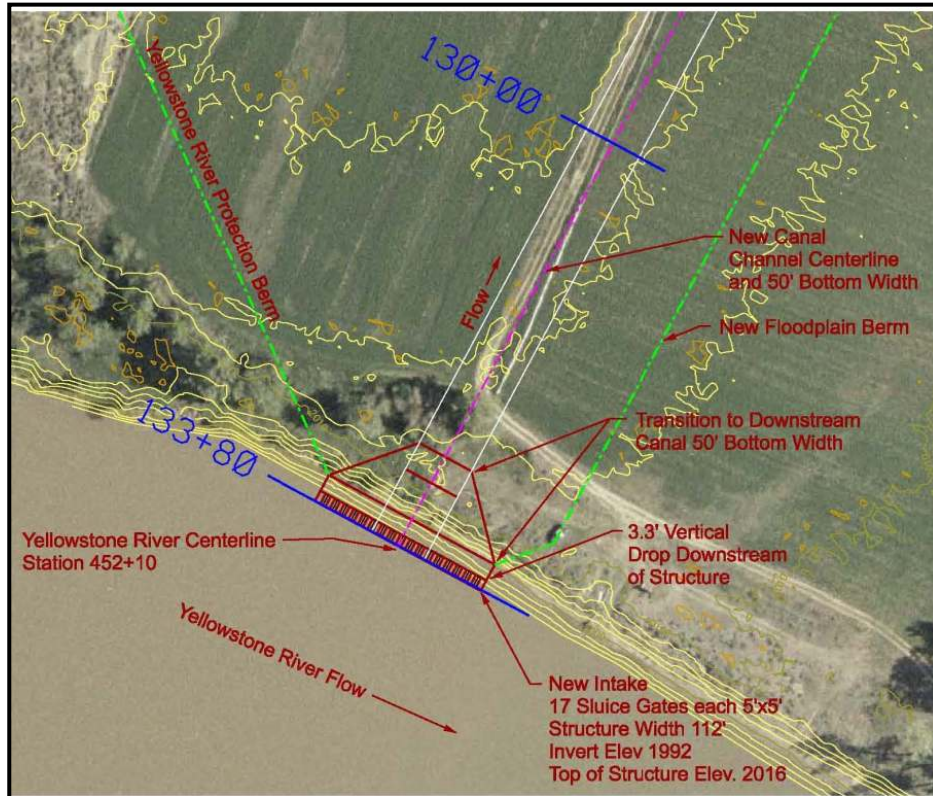 Yellowstone River Protection Berm
130+00
Flow
New Canal
Channel Centerline
and 50' Bottom Width
New Floodplain Berm
Transition to Downstream
Canal 50' Bottom Width
133+80
Yellowstone River Centerline
Station 452+10
3.3' Vertical
Drop Downstream
of Structure
Yellowstone River Flow
New Intake
17 Sluice Gates each 5'x5'
Structure Width 112'
Invert Elev 1992
Top of Structure Elev. 2016